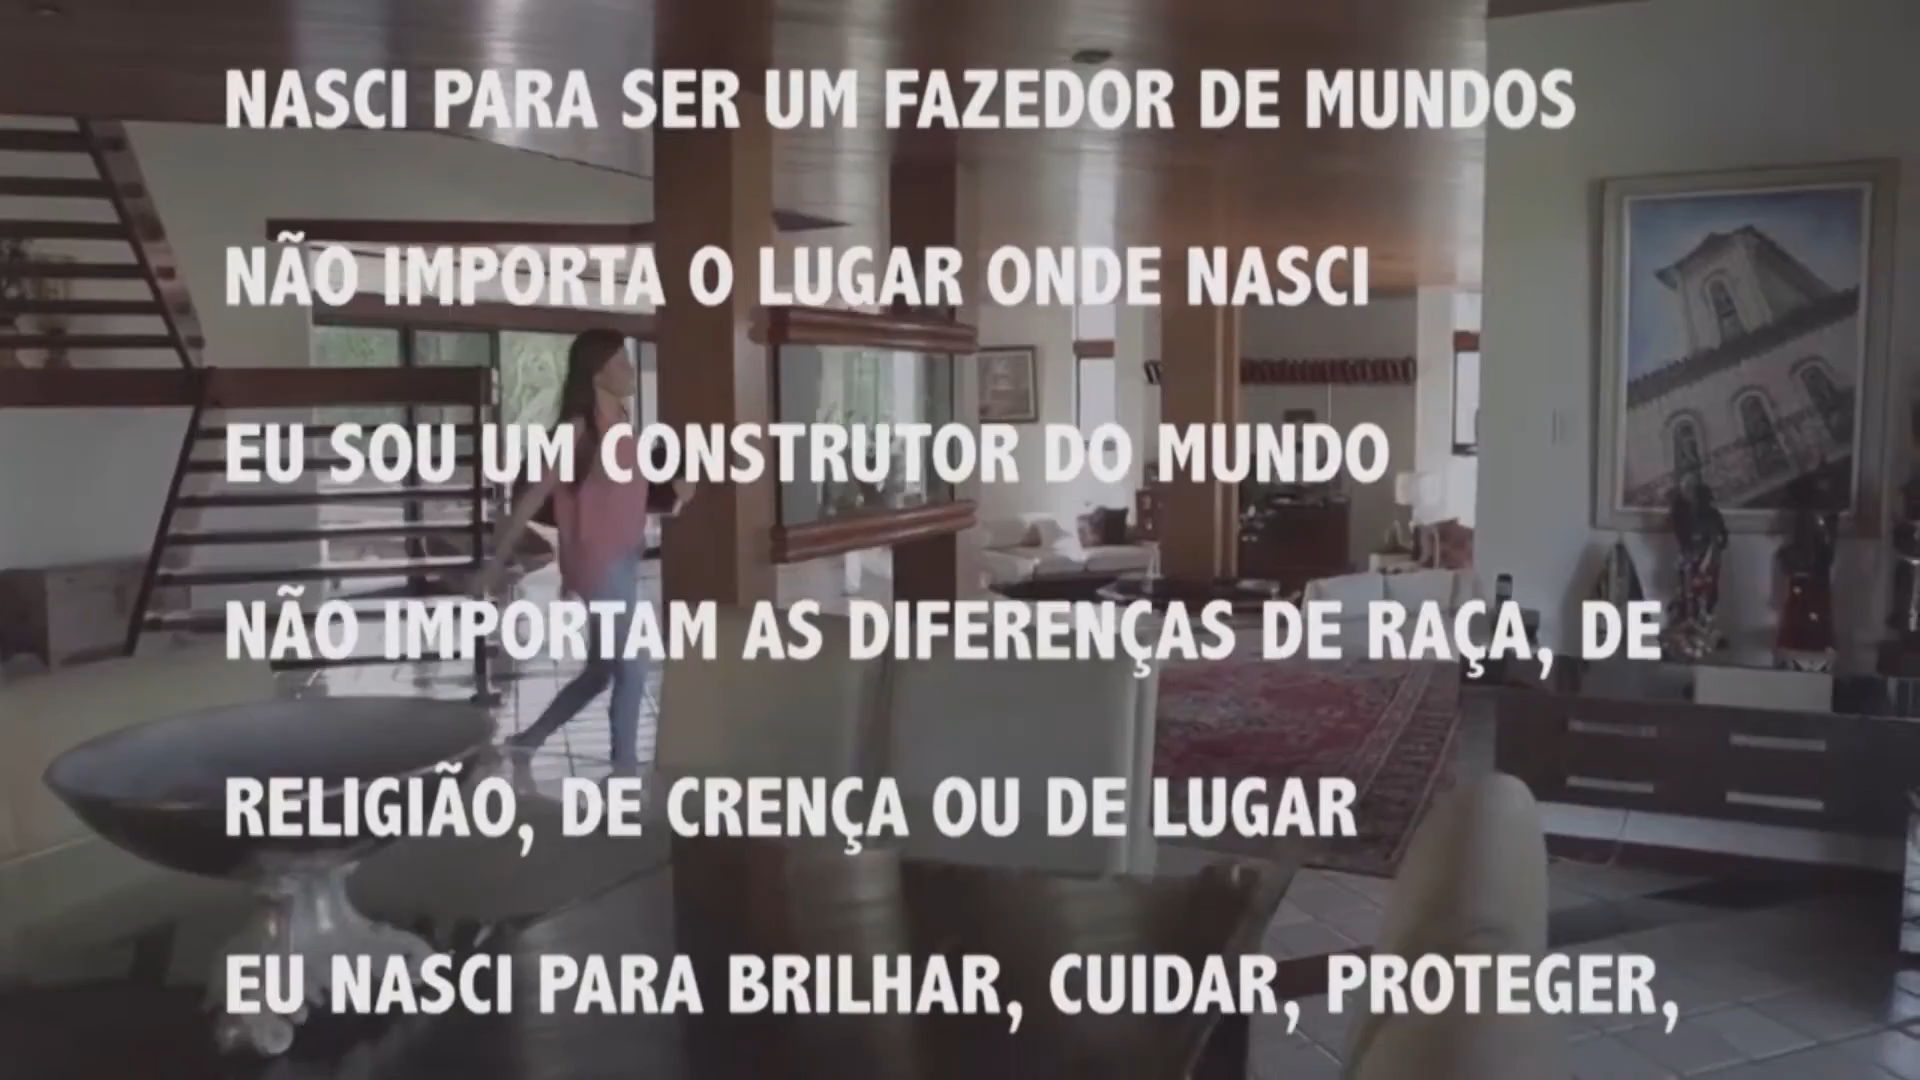 NASCI PARA SER UM FAZEDOR DE MUNDOS
NÃO IMPORTA O LUGAR ONDE NASCI
EU SOU UM CONSTRUTOR DO MUNDO
NÃO IMPORTAM AS DIFERENÇAS DE RAÇA, DE
RELIGIÃO, DE CRENÇA OU DE LUGAR
EU NASCI PARA BRILHAR, CUIDAR, PROTEGER,